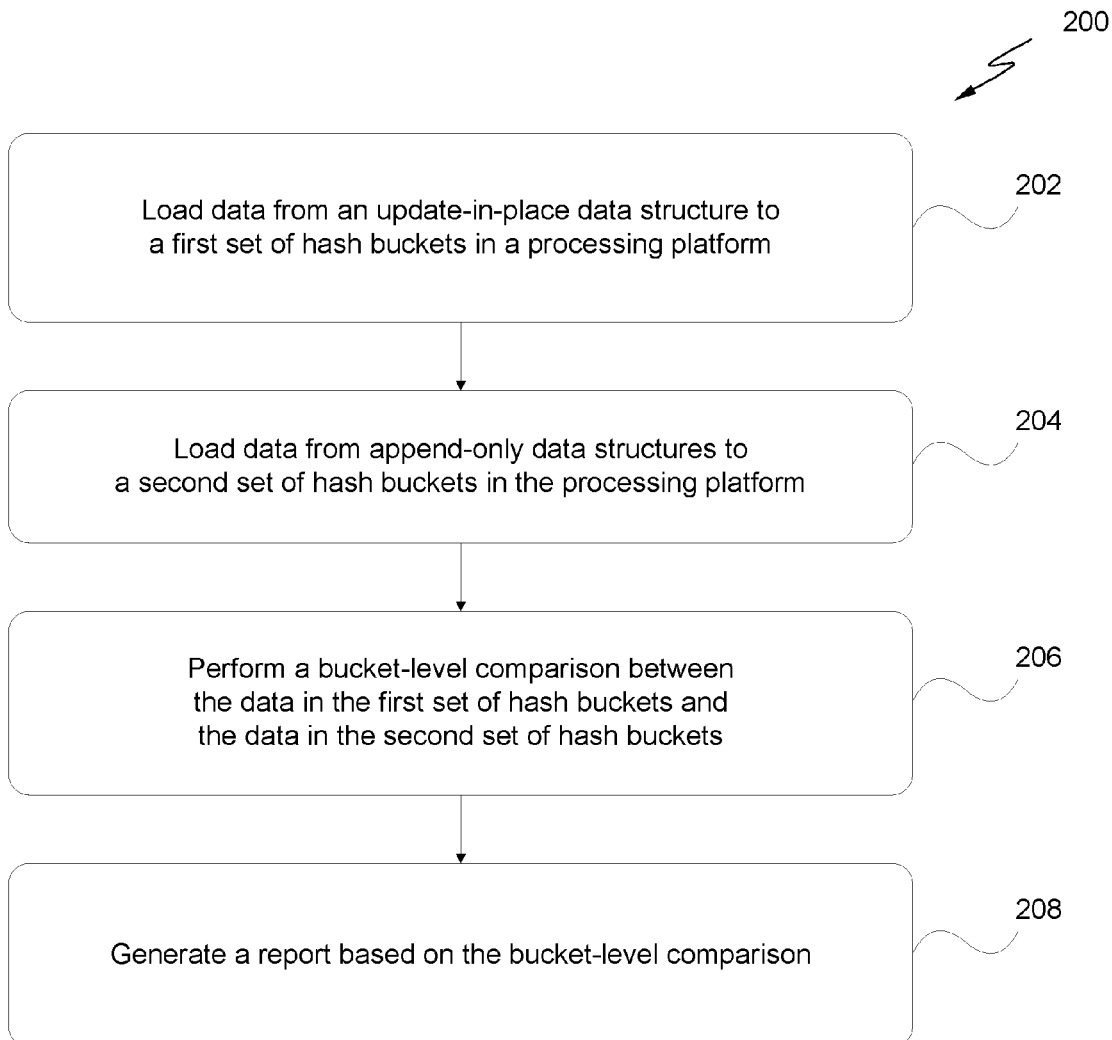 200
Load data from an update-in-place data structure to
a first set of hash buckets in a processing platform
202
Load data from append-only data structures to
a second set of hash buckets in the processing platform
204
Perform a bucket-level comparison between
the data in the first set of hash buckets and
the data in the second set of hash buckets
206
Generate a report based on the bucket-level comparison
208